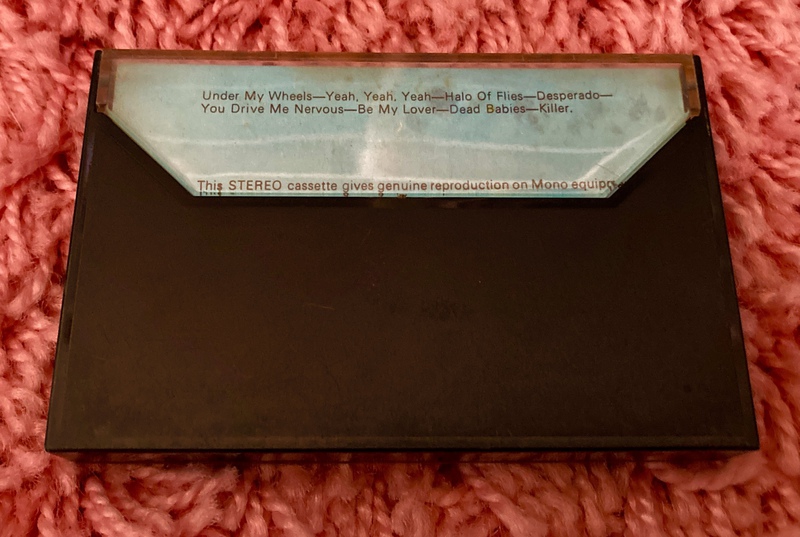 Under My Wheels—Yeah, Yeah, Yeah—Halo Of Flies—Desperado—
You Drive Me Nervous—Be My Lover—Dead Babies—Killer.
This STEREO cassette gives genuine reproduction on Mono